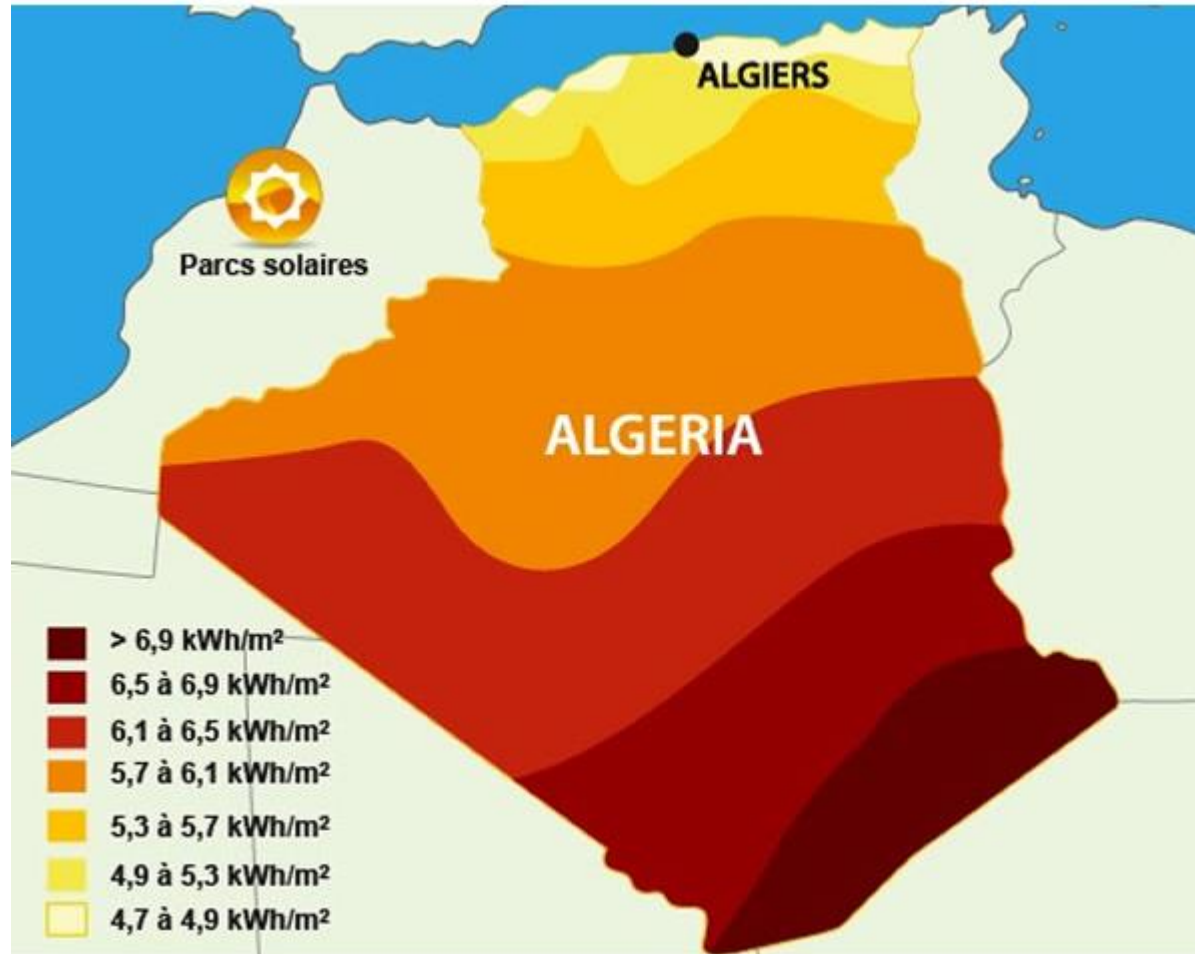 ALGIERS
Parcs solaires
ALGERIA
> 6,9 kWh/m²
6,5 à 6,9 kWh/m²
6,1 à 6,5 kWh/m²
5,7 à 6,1 kWh/m²
5,3 à 5,7 kWh/m²
4,9 à 5,3 kWh/m²
4,7 à 4,9 kWh/m²